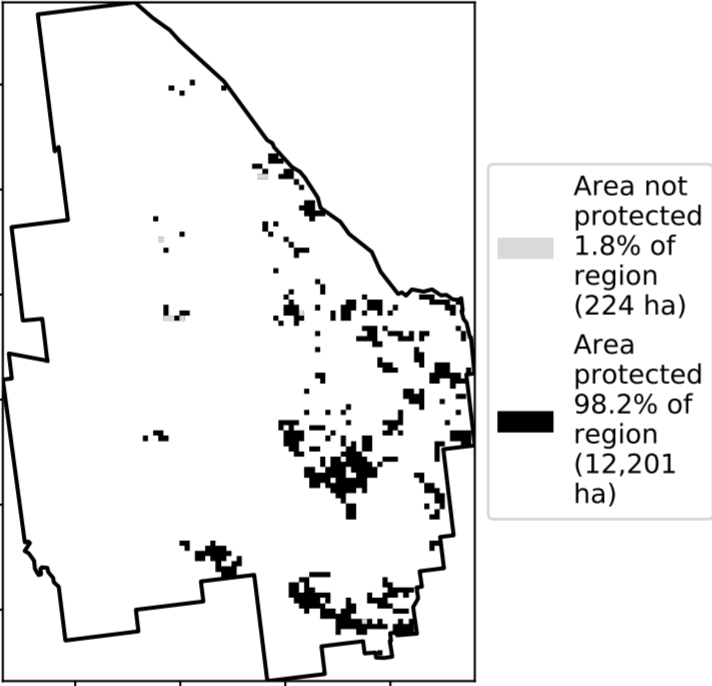 Area not
protected
1.8% of
region
(224 ha)
Area
protected
98.2% of
region
(12,201
ha)